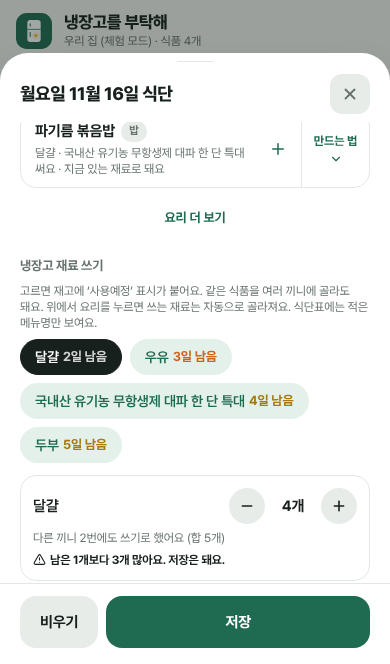 냉장고를 부탁해
우리 집 (체험 모드) · 식품 4개
월요일 11월 16일 식단
파기름 볶음밥 밥
달걀 · 국내산 유기농 무항생제 대파 한 단 특대
써요 · 지금 있는 재료로 돼요
만드는 법
요리 더 보기
냉장고 재료 쓰기
고르면 재고에 ‘사용예정’ 표시가 붙어요. 같은 식품을 여러 끼니에 골라도
돼요. 위에서 요리를 누르면 쓰는 재료는 자동으로 골라져요. 식단표에는 적은
메뉴명만 보여요.
달걀 2일 남음
우유 3일 남음
국내산 유기농 무항생제 대파 한 단 특대 4일 남음
두부 5일 남음
달걀
4개
다른 끼니 2번에도 쓰기로 했어요 (합 5개)
남은 1개보다 3개 많아요. 저장은 돼요.
비우기
저장